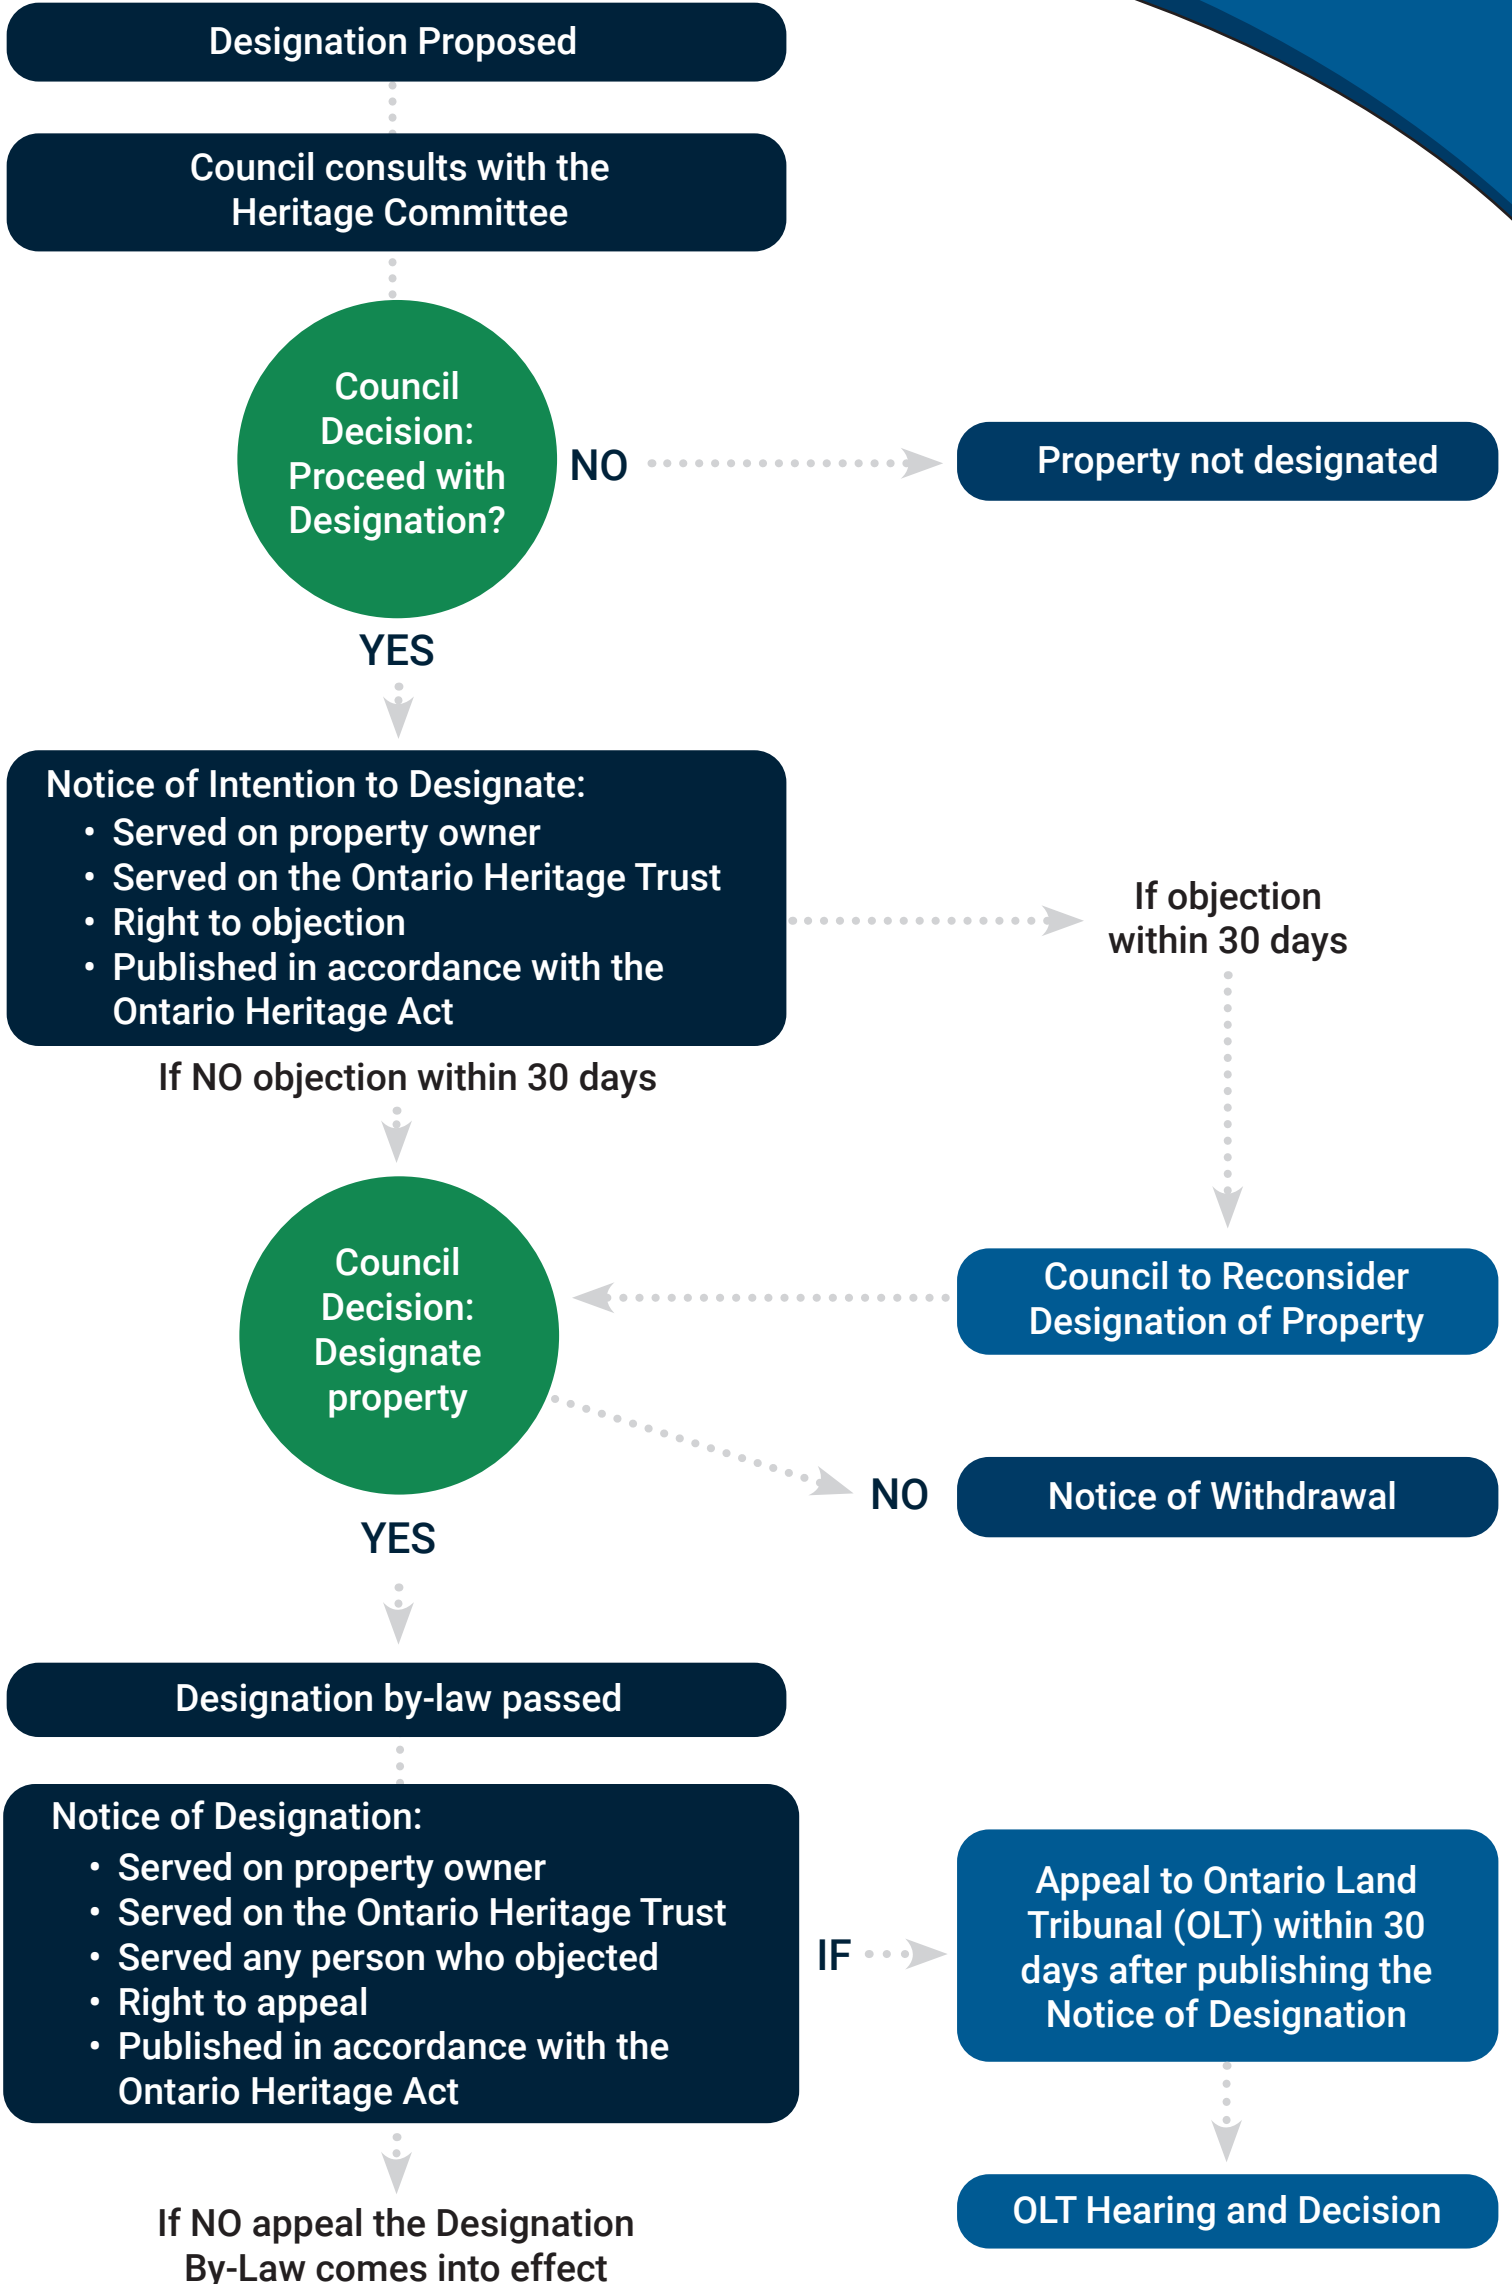 Designation Proposed
Council consults with the
Heritage Committee
Council
Decision:
Proceed with
Designation?
NO
Property not designated
YES
Notice of Intention to Designate:
• Served on property owner
• Served on the Ontario Heritage Trust
• Right to objection
• Published in accordance with the
Ontario Heritage Act
If objection
within 30 days
If NO objection within 30 days
Council
Decision:
Designate
property
Council to Reconsider
Designation of Property
NO
Notice of Withdrawal
YES
Designation by-law passed
Notice of Designation:
• Served on property owner
• Served on the Ontario Heritage Trust
• Served any person who objected
• Right to appeal
• Published in accordance with the
Ontario Heritage Act
IF
Appeal to Ontario Land
Tribunal (OLT) within 30
days after publishing the
Notice of Designation
OLT Hearing and Decision
If NO appeal the Designation
By-Law comes into effect